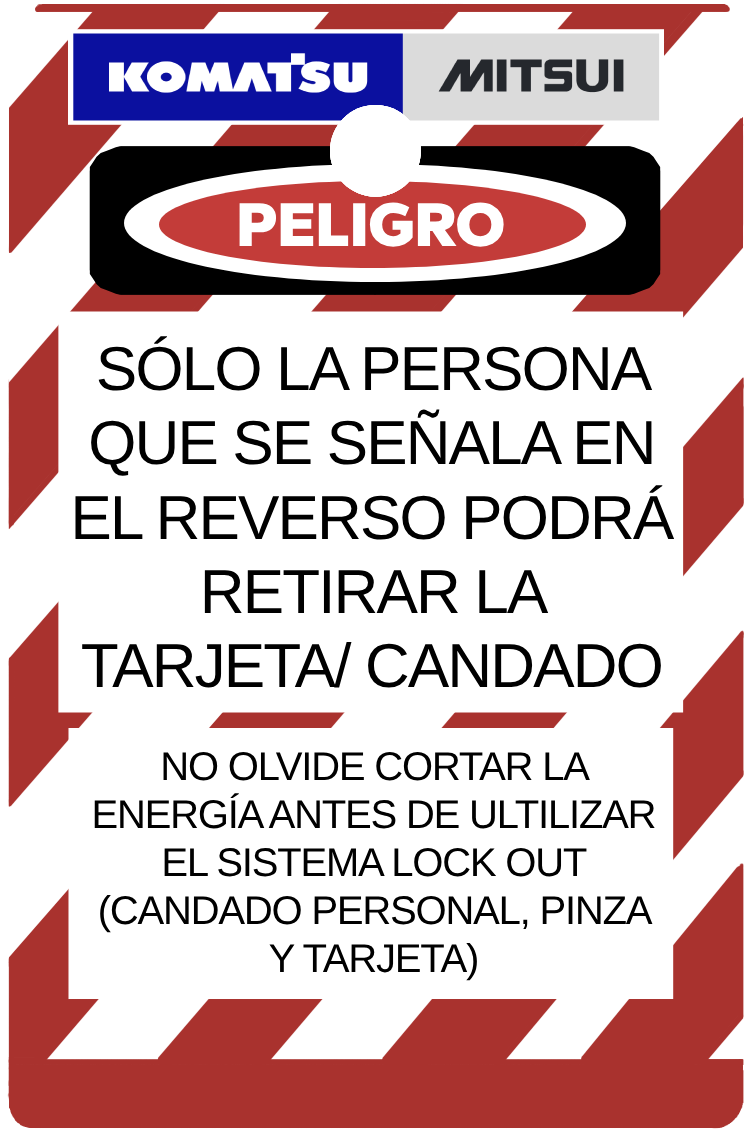 KOMATSU MITSUI
PELIGRO
SÓLO LA PERSONA
QUE SE SEÑALA EN
EL REVERSO PODRÁ
RETIRAR LA
TARJETA/ CANDADO
NO OLVIDE CORTAR LA
ENERGÍA ANTES DE ULTILIZAR
EL SISTEMA LOCK OUT
(CANDADO PERSONAL, PINZA
Y TARJETA)